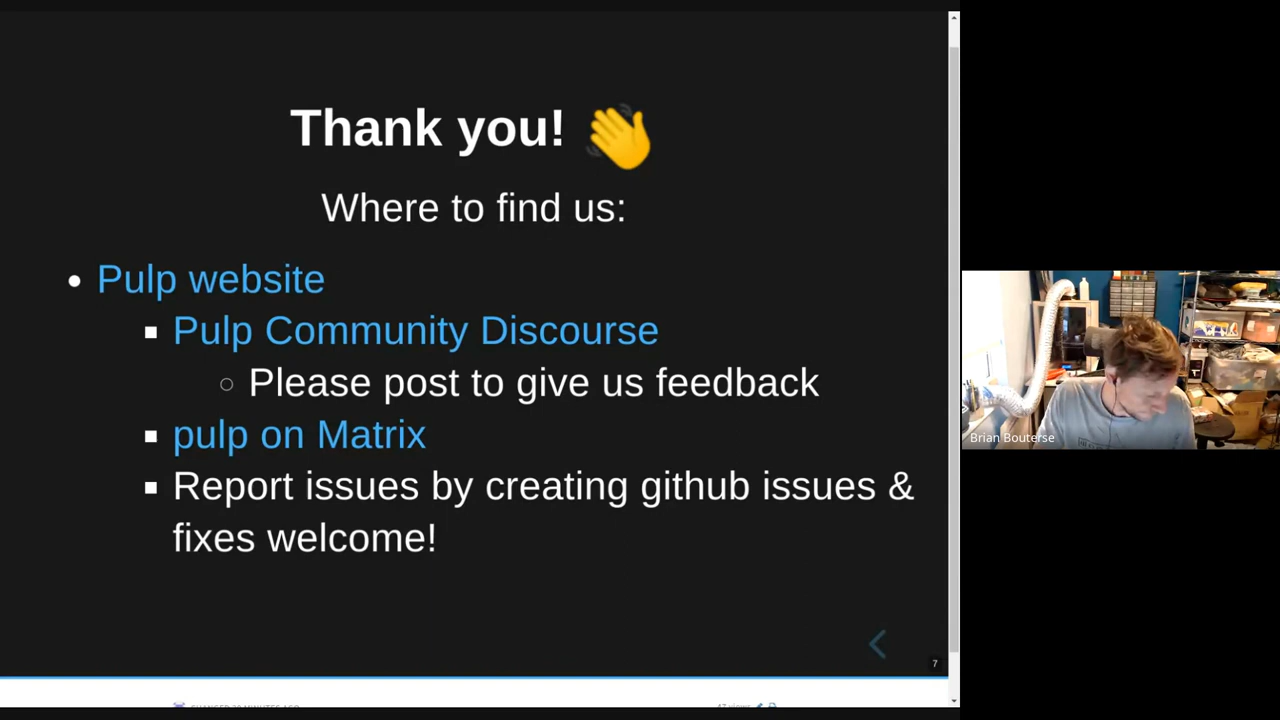 Thank you! 👋
Where to find us:
Pulp website
Pulp Community Discourse
Please post to give us feedback
pulp on Matrix
Report issues by creating github issues &
fixes welcome!
7
Brian Bouterse